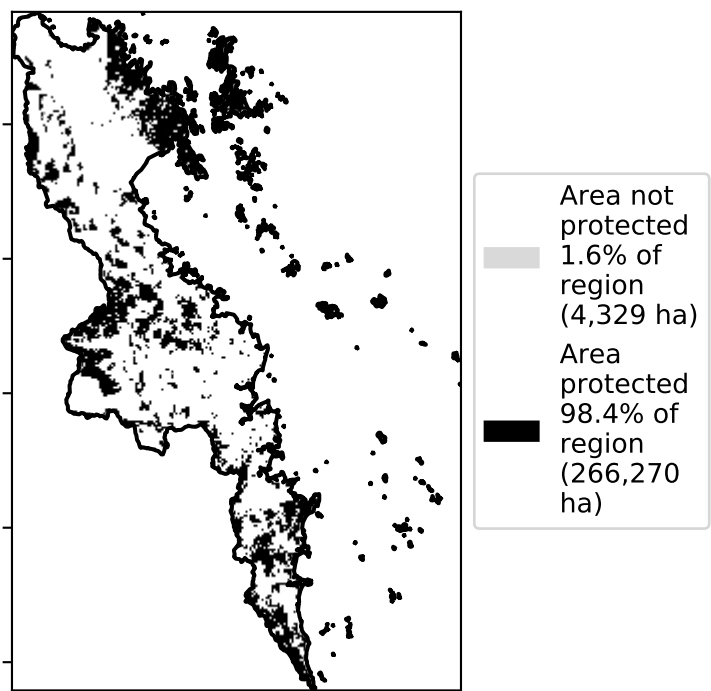 Area not
protected
1.6% of
region
(4,329 ha)
Area
protected
98.4% of
region
(266,270
ha)